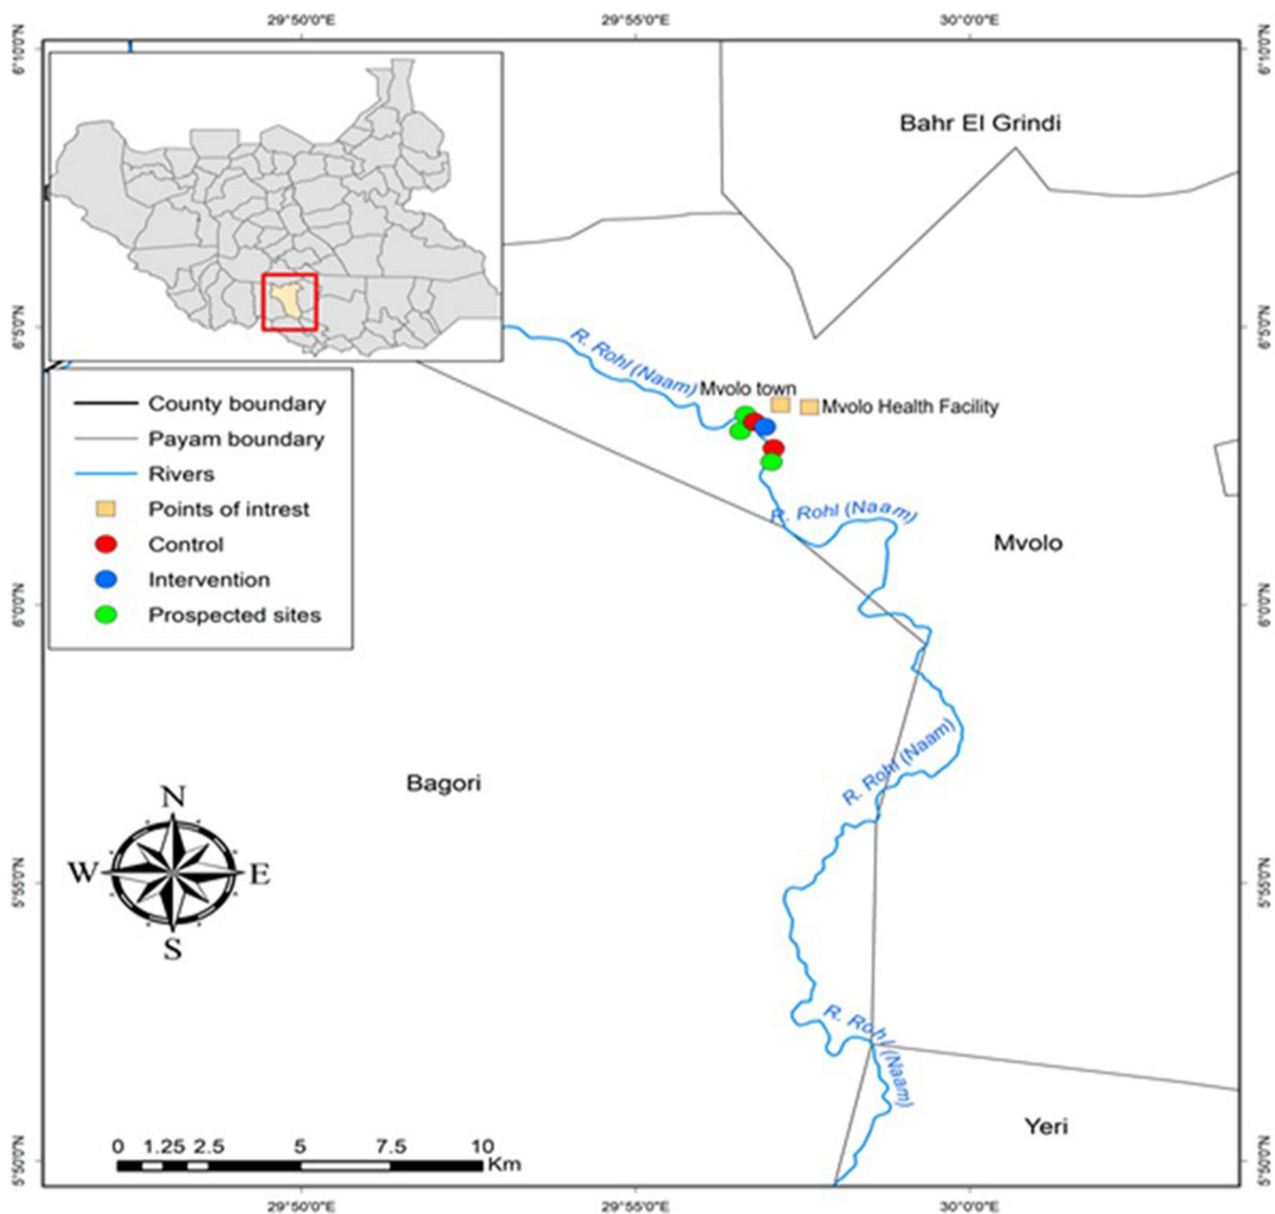 29°50'0"E 29°55'0"E 30°0'0"E
6°10'0"N 6°10'0"N
Bahr El Grindi
6°5'0"N 6°5'0"N
R. Rohl (Naam)
Mvolo town
Mvolo Health Facility
County boundary
Payam boundary
Rivers
Points of intrest
Control
Intervention
Prospected sites
R. Rohl (Naam)
Mvolo
6°0'0"N 6°0'0"N
R. Rohl (Naam)
Bagori
N
W E
S
5°55'0"N 5°55'0"N
R. Rohl (Naam)
Yeri
0 1.25 2.5 5 7.5 10
Km
5°50'0"N 5°50'0"N
29°50'0"E 29°55'0"E 30°0'0"E